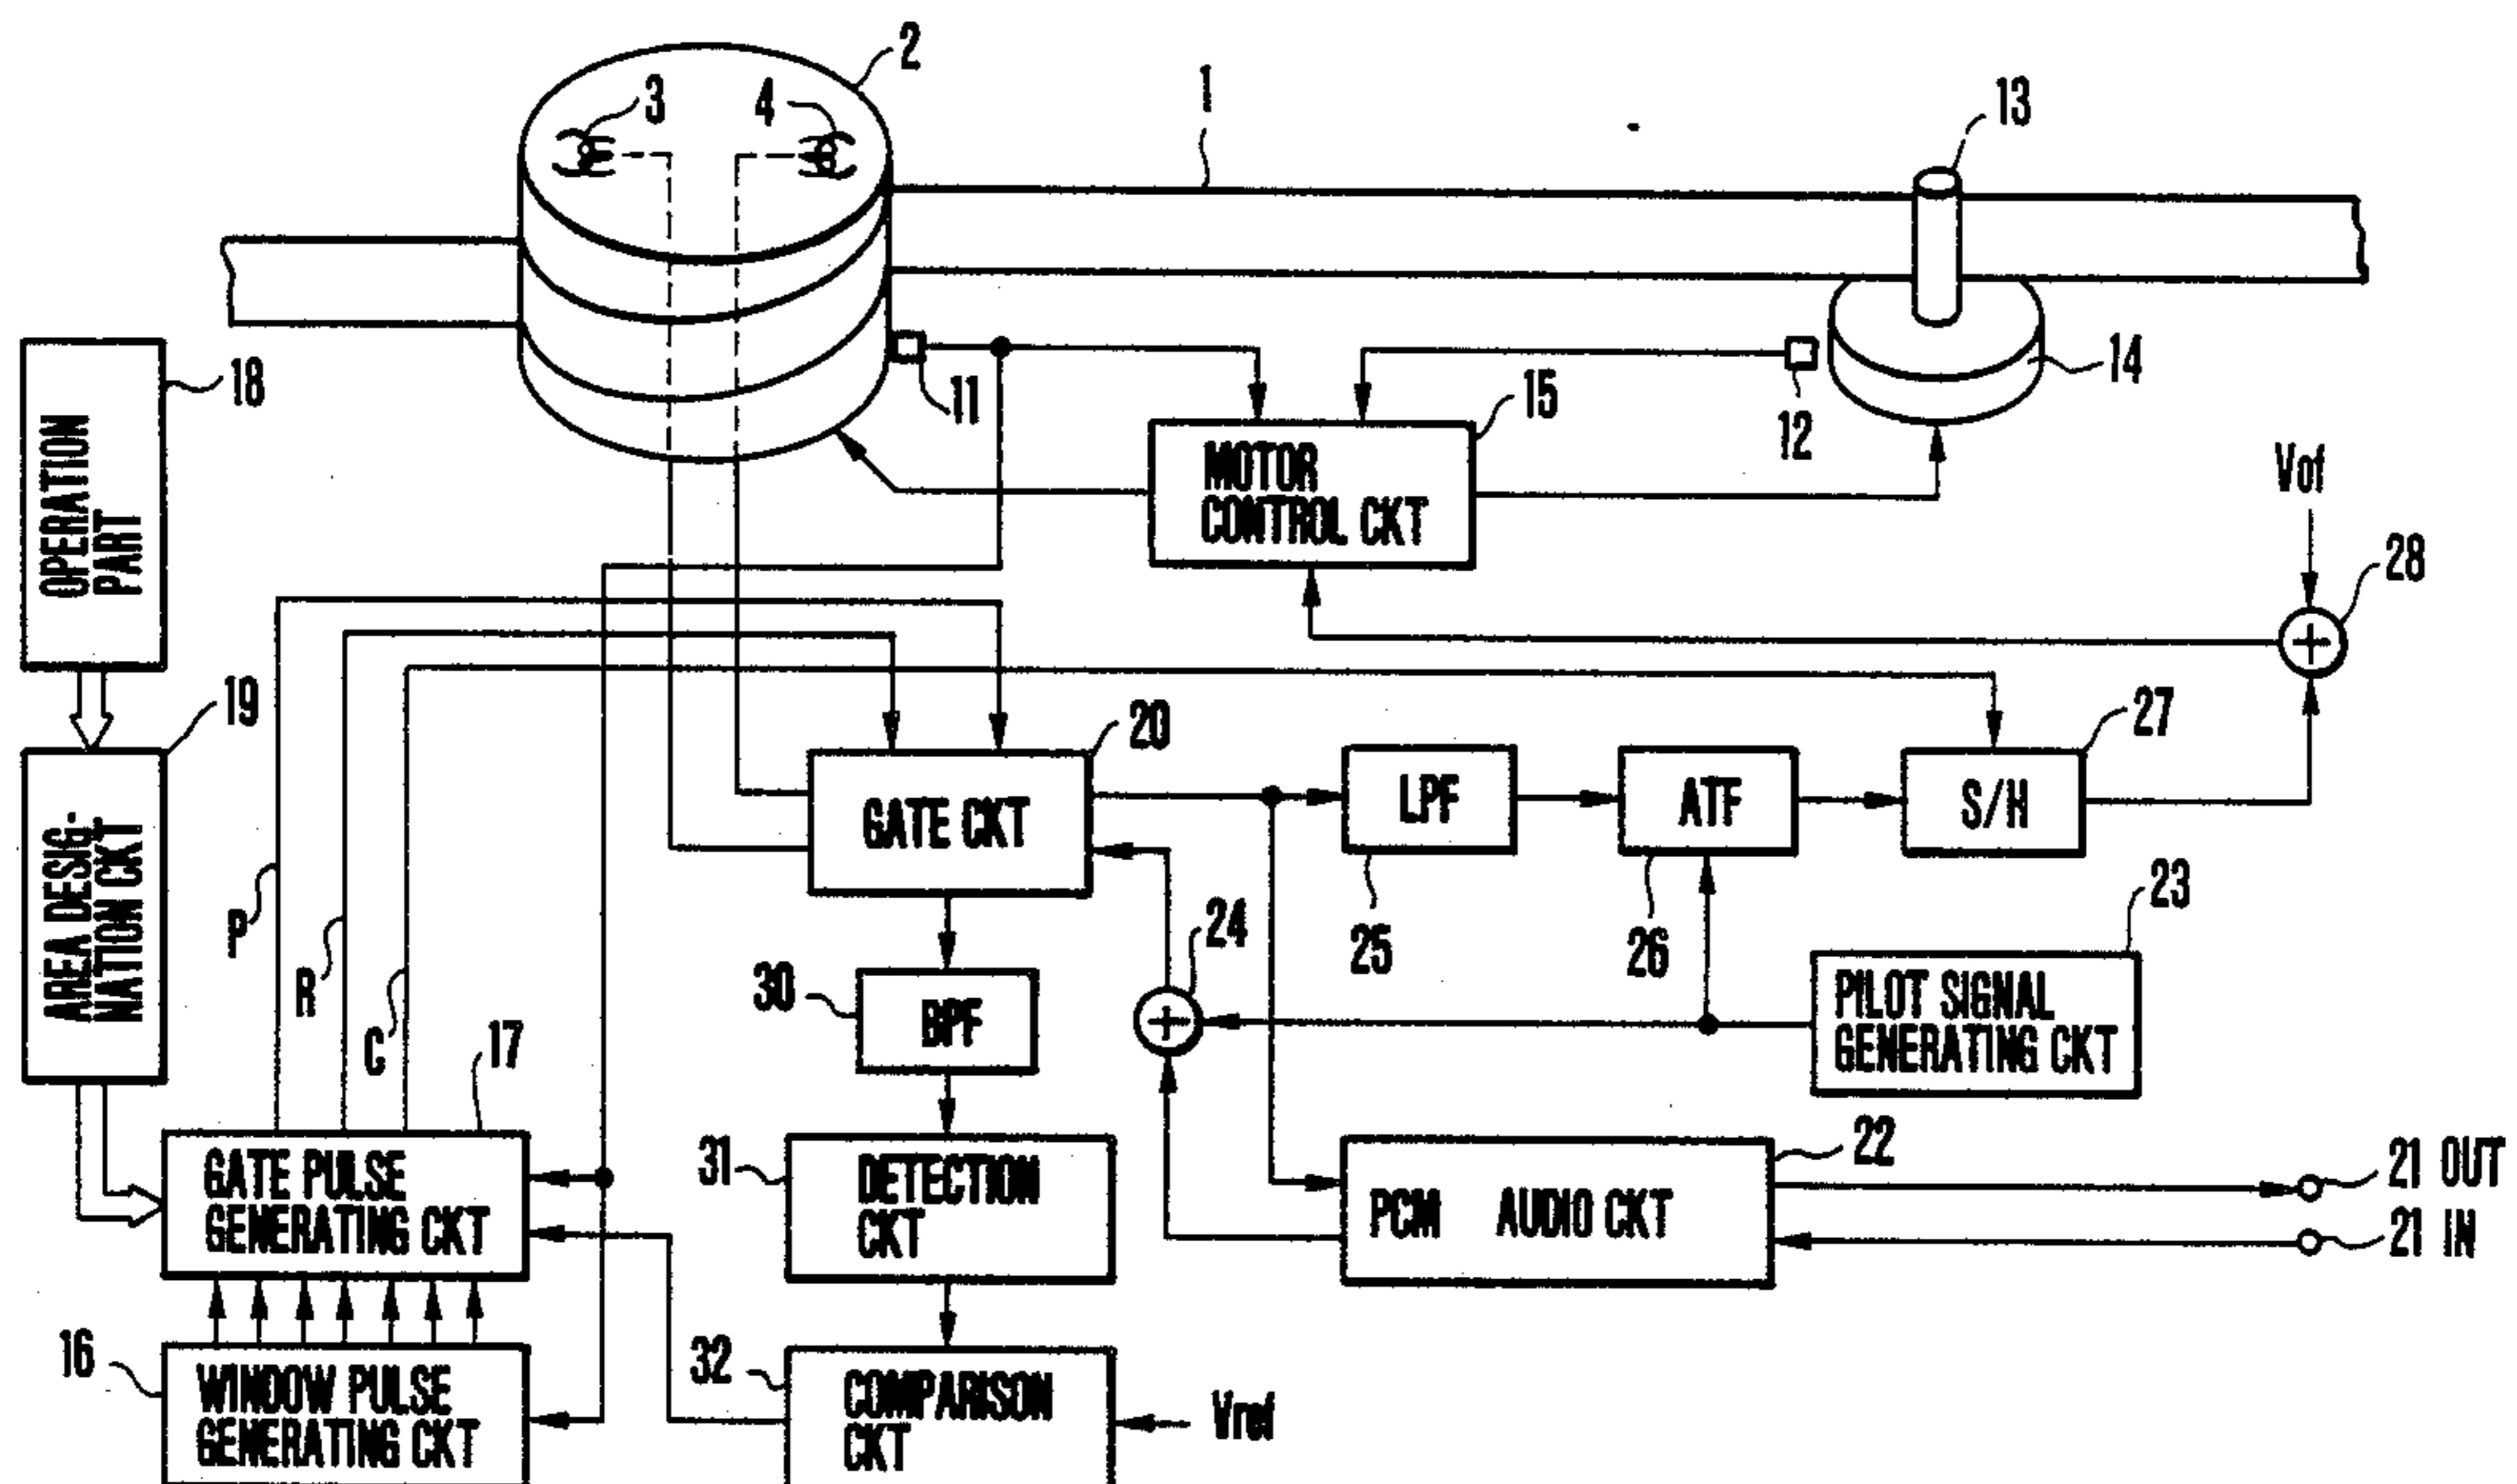 2
3
4
1
13
18
11
12
14
15
OPERATION
PART
MOTOR
CONTROL CKT
Vof
28
19
20
27
GATE CKT
LPF
ATF
S/H
AREA DESIG-
NATION CKT
P
R
C
17
24
25
26
23
30
BPF
PILOT SIGNAL
GENERATING CKT
31
DETECTION
CKT
22
21 OUT
21 IN
GATE PULSE
GENERATING CKT
PCM AUDIO CKT
16
WINDOW PULSE
GENERATING CKT
32
COMPARISON
CKT
Vref